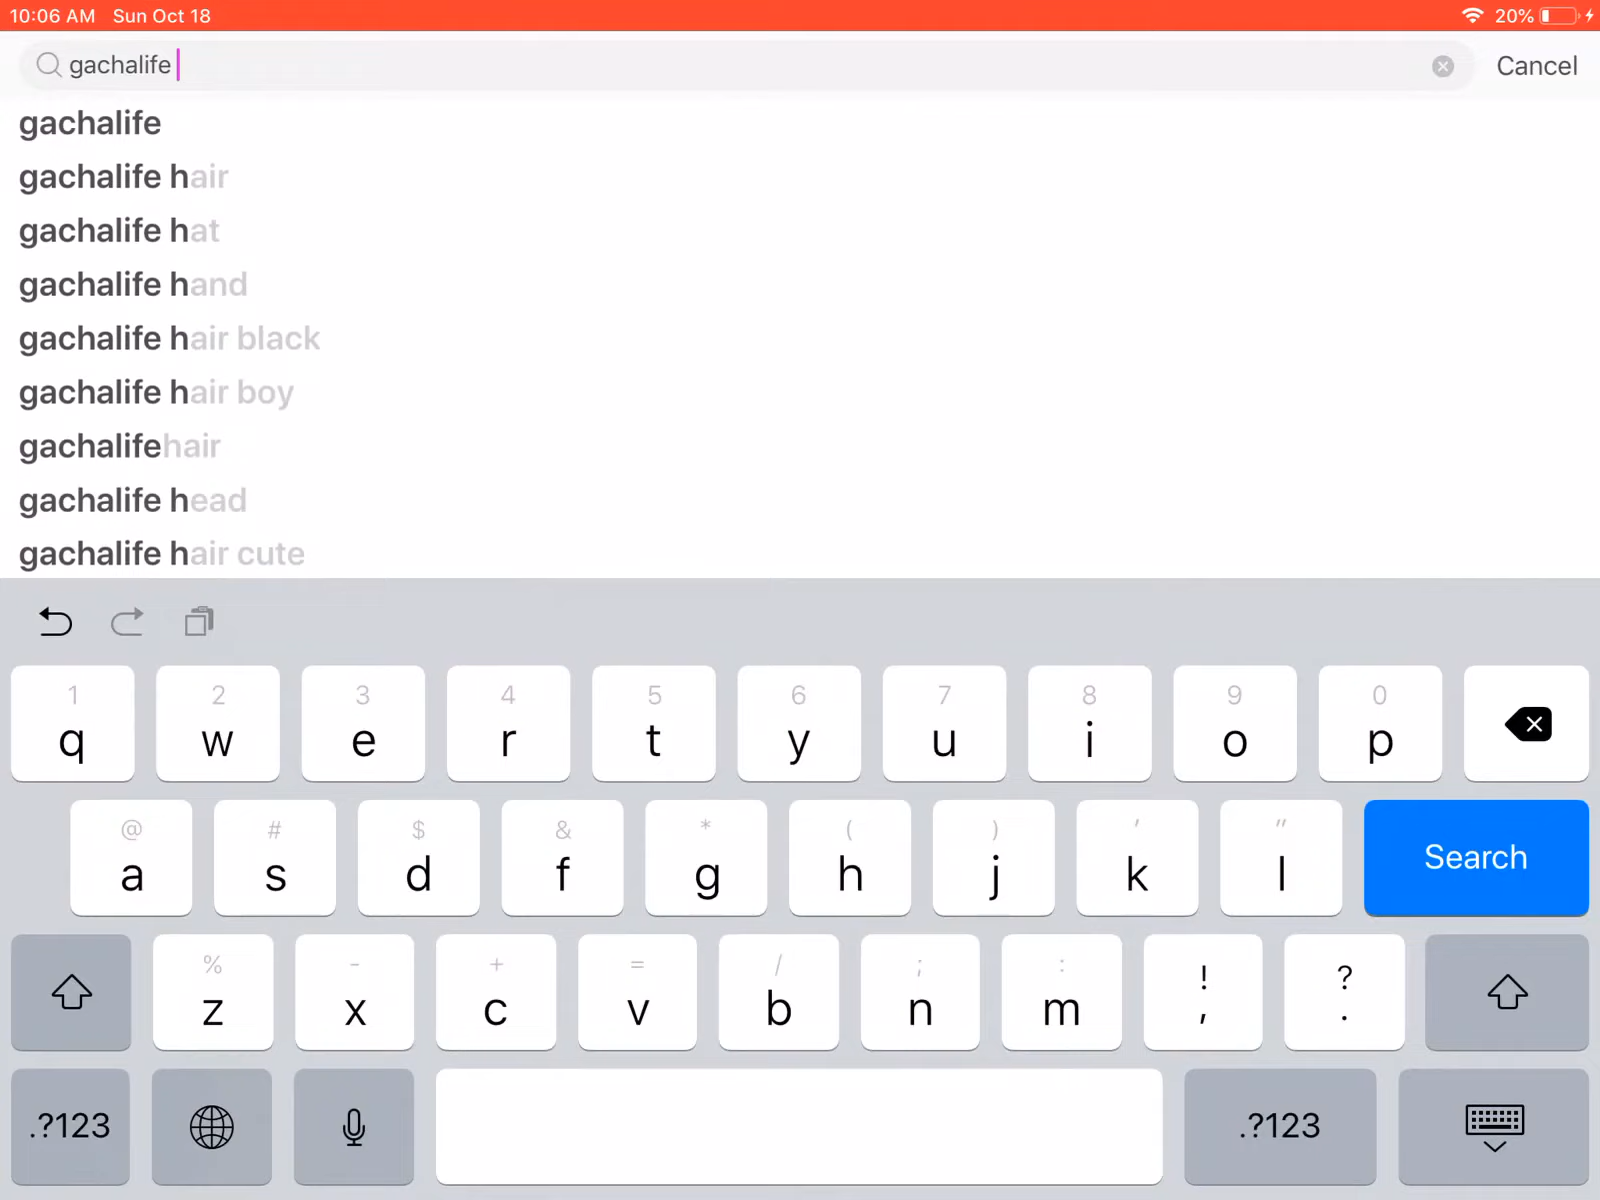 10:06 AM Sun Oct 18 20%
gachalife Cancel
gachalife
gachalife hair
gachalife hat
gachalife hand
gachalife hair black
gachalife hair boy
gachalifehair
gachalife head
gachalife hair cute
1 2 3 4 5 6 7 8 9 0
q w e r t y u i o p
@ # $ & * ( ) ' "
a s d f g h j k l Search
% - + = / ; : ! ?
z x c v b n m , .
.?123 .?123